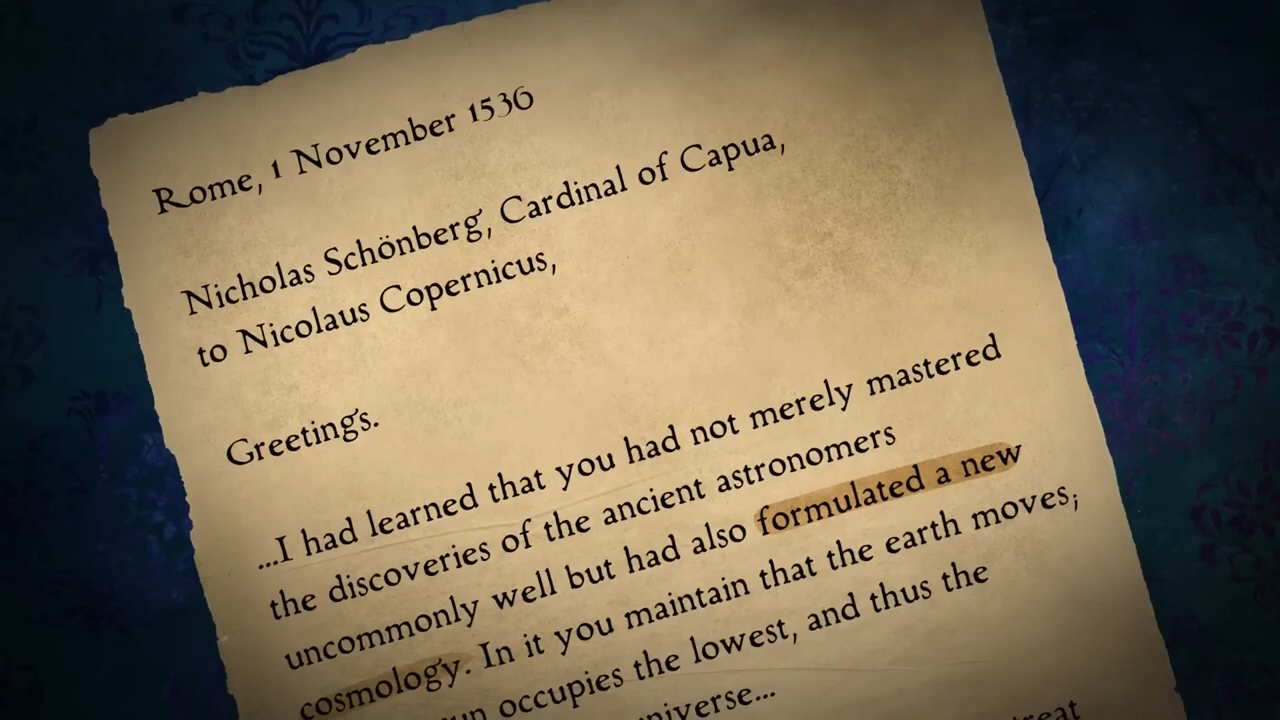 Rome, 1 November 1536
Nicholas Schönberg, Cardinal of Capua,
to Nicolaus Copernicus,
Greetings.
...I had learned that you had not merely mastered
the discoveries of the ancient astronomers
uncommonly well but had also formulated a new
cosmology. In it you maintain that the earth moves;
occupies the lowest, and thus the